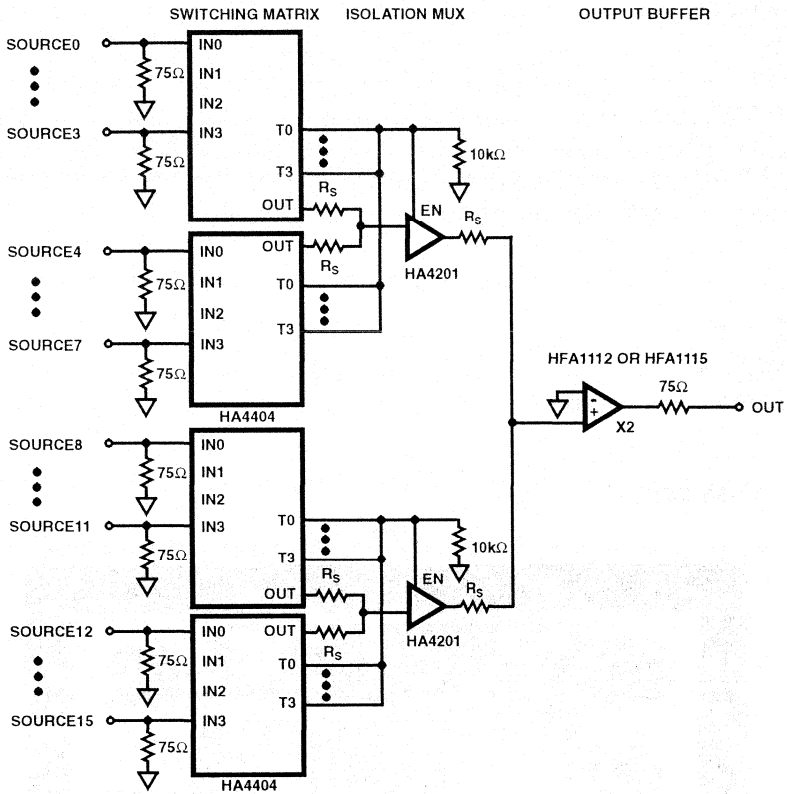 SWITCHING MATRIX ISOLATION MUX OUTPUT BUFFER
SOURCE0
75Ω
IN0
IN1
IN2
SOURCE3
75Ω
IN3
T0
T3
OUT
RS
10kΩ
EN
RS
HA4201
SOURCE4
75Ω
IN0
IN1
IN2
SOURCE7
75Ω
IN3
OUT
RS
T0
T3
HA4404
HFA1112 OR HFA1115
-
+
X2
75Ω
OUT
SOURCE8
75Ω
IN0
IN1
IN2
SOURCE11
75Ω
IN3
T0
T3
OUT
RS
10kΩ
EN
RS
HA4201
SOURCE12
75Ω
IN0
IN1
IN2
SOURCE15
75Ω
IN3
OUT
RS
T0
T3
HA4404